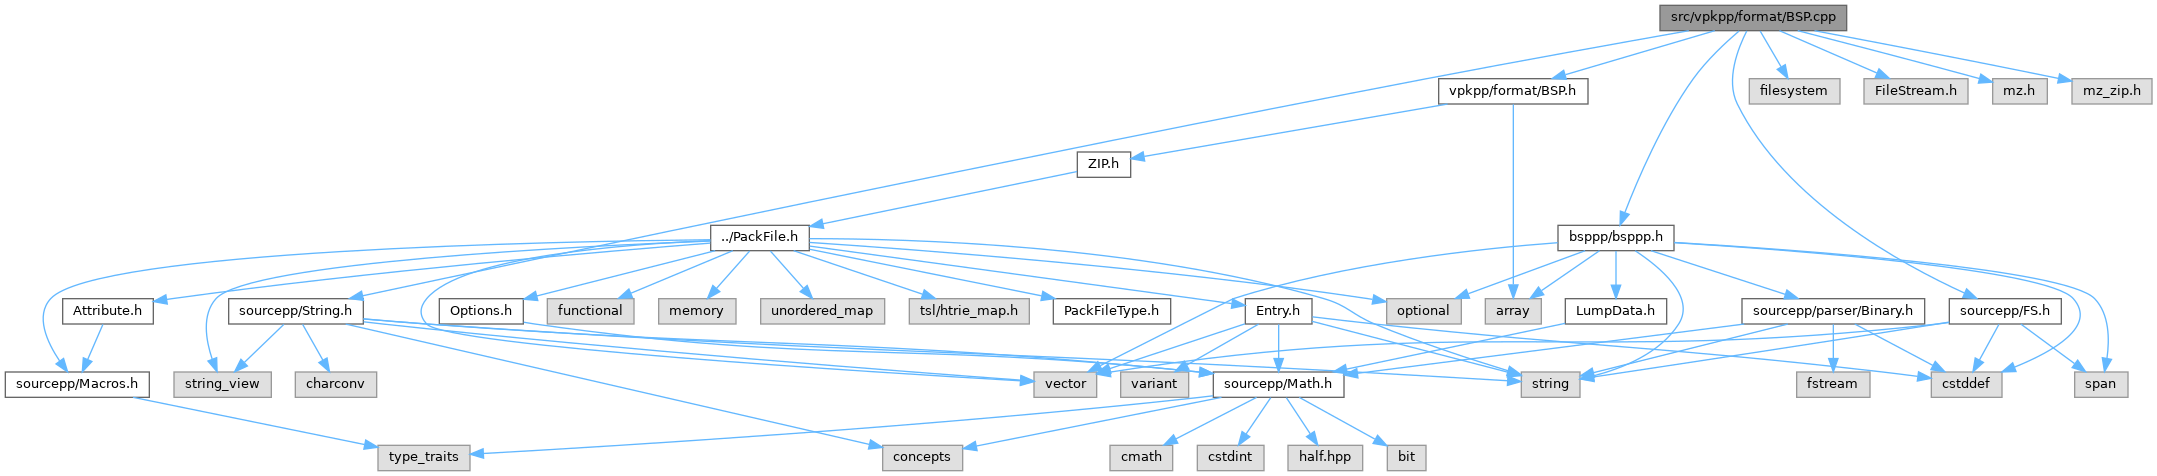 src/vpkpp/format/BSP.cpp
vpkpp/format/BSP.h
filesystem
FileStream.h
mz.h
mz_zip.h
ZIP.h
../PackFile.h
bsppp/bsppp.h
Attribute.h
sourcepp/String.h
Options.h
functional
memory
unordered_map
tsl/htrie_map.h
PackFileType.h
Entry.h
optional
array
LumpData.h
sourcepp/parser/Binary.h
sourcepp/FS.h
sourcepp/Macros.h
string_view
charconv
vector
variant
sourcepp/Math.h
string
fstream
cstddef
span
type_traits
concepts
cmath
cstdint
half.hpp
bit